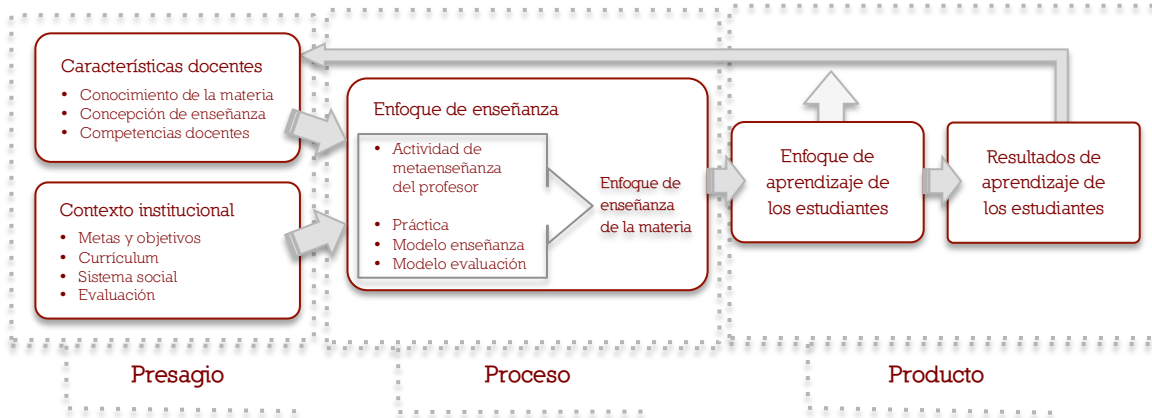 Características docentes
• Conocimiento de la materia
• Concepción de enseñanza
• Competencias docentes
Contexto institucional
• Metas y objetivos
• Currículum
• Sistema social
• Evaluación
Enfoque de enseñanza
• Actividad de
metaenseñanza
del profesor
• Práctica
• Modelo enseñanza
• Modelo evaluación
Enfoque de
enseñanza
de la materia
Enfoque de
aprendizaje de
los estudiantes
Resultados de
aprendizaje de
los estudiantes
Presagio
Proceso
Producto